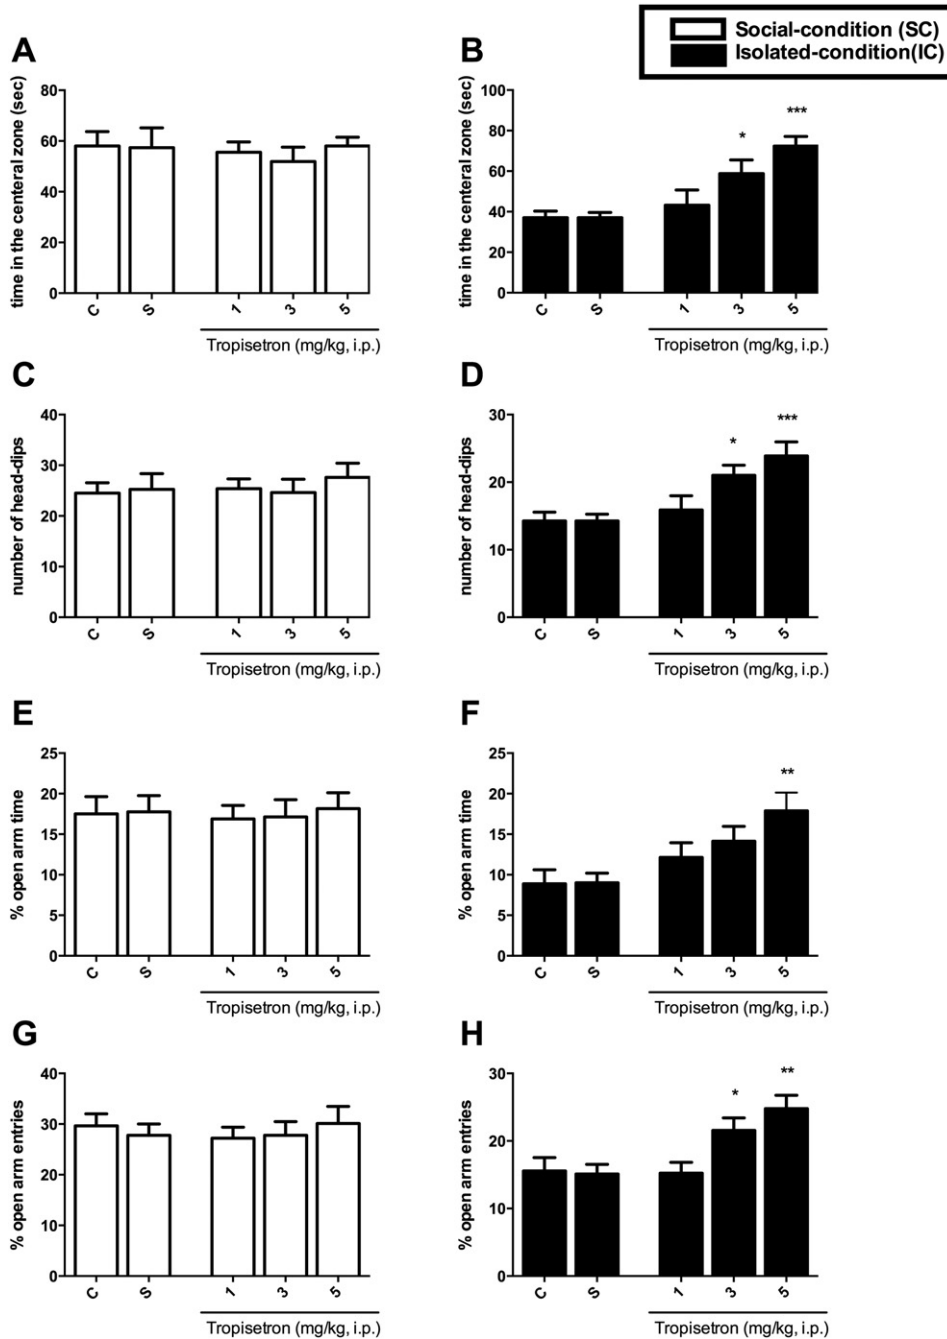 Social-condition (SC)
Isolated-condition(IC)
A
time in the centeral zone (sec)
80
60
40
20
0
C
S
1
3
5
Tropisetron (mg/kg, i.p.)
B
time in the centeral zone (sec)
100
80
60
40
20
0
*
***
C
S
1
3
5
Tropisetron (mg/kg, i.p.)
C
number of head-dips
40
30
20
10
0
C
S
1
3
5
Tropisetron (mg/kg, i.p.)
D
number of head-dips
30
20
10
0
*
***
C
S
1
3
5
Tropisetron (mg/kg, i.p.)
E
% open arm time
25
20
15
10
5
0
C
S
1
3
5
Tropisetron (mg/kg, i.p.)
F
% open arm time
25
20
15
10
5
0
**
C
S
1
3
5
Tropisetron (mg/kg, i.p.)
G
% open arm entries
40
30
20
10
0
C
S
1
3
5
Tropisetron (mg/kg, i.p.)
H
% open arm entries
30
20
10
0
*
**
C
S
1
3
5
Tropisetron (mg/kg, i.p.)